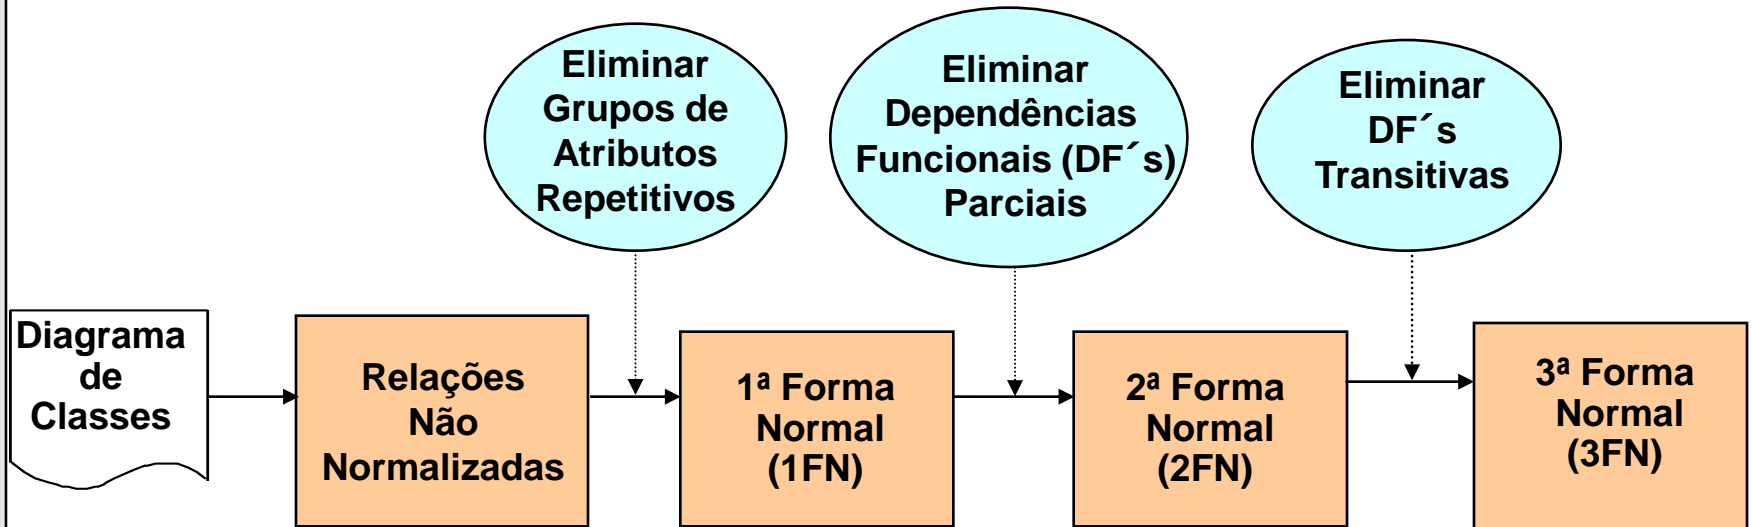 Eliminar
Grupos de
Atributos
Repetitivos
Eliminar
Dependências
Funcionais (DF´s)
Parciais
Eliminar
DF´s
Transitivas
Diagrama
de
Classes
Relações
Não
Normalizadas
1ª Forma
Normal
(1FN)
2ª Forma
Normal
(2FN)
3ª Forma
Normal
(3FN)